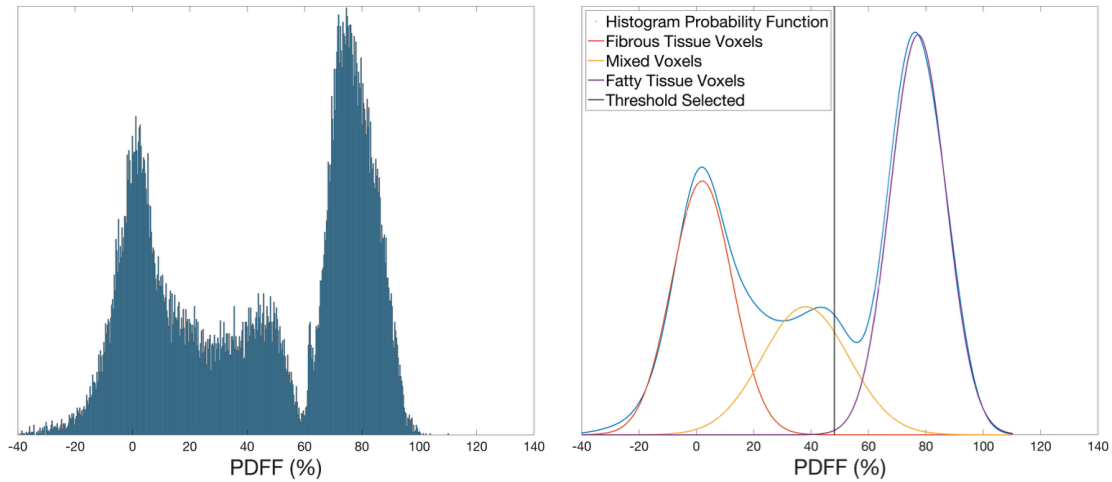 -40 -20 0 20 40 60 80 100 120 140
PDFF (%)
Histogram Probability Function
Fibrous Tissue Voxels
Mixed Voxels
Fatty Tissue Voxels
Threshold Selected
-40 -20 0 20 40 60 80 100 120 140
PDFF (%)